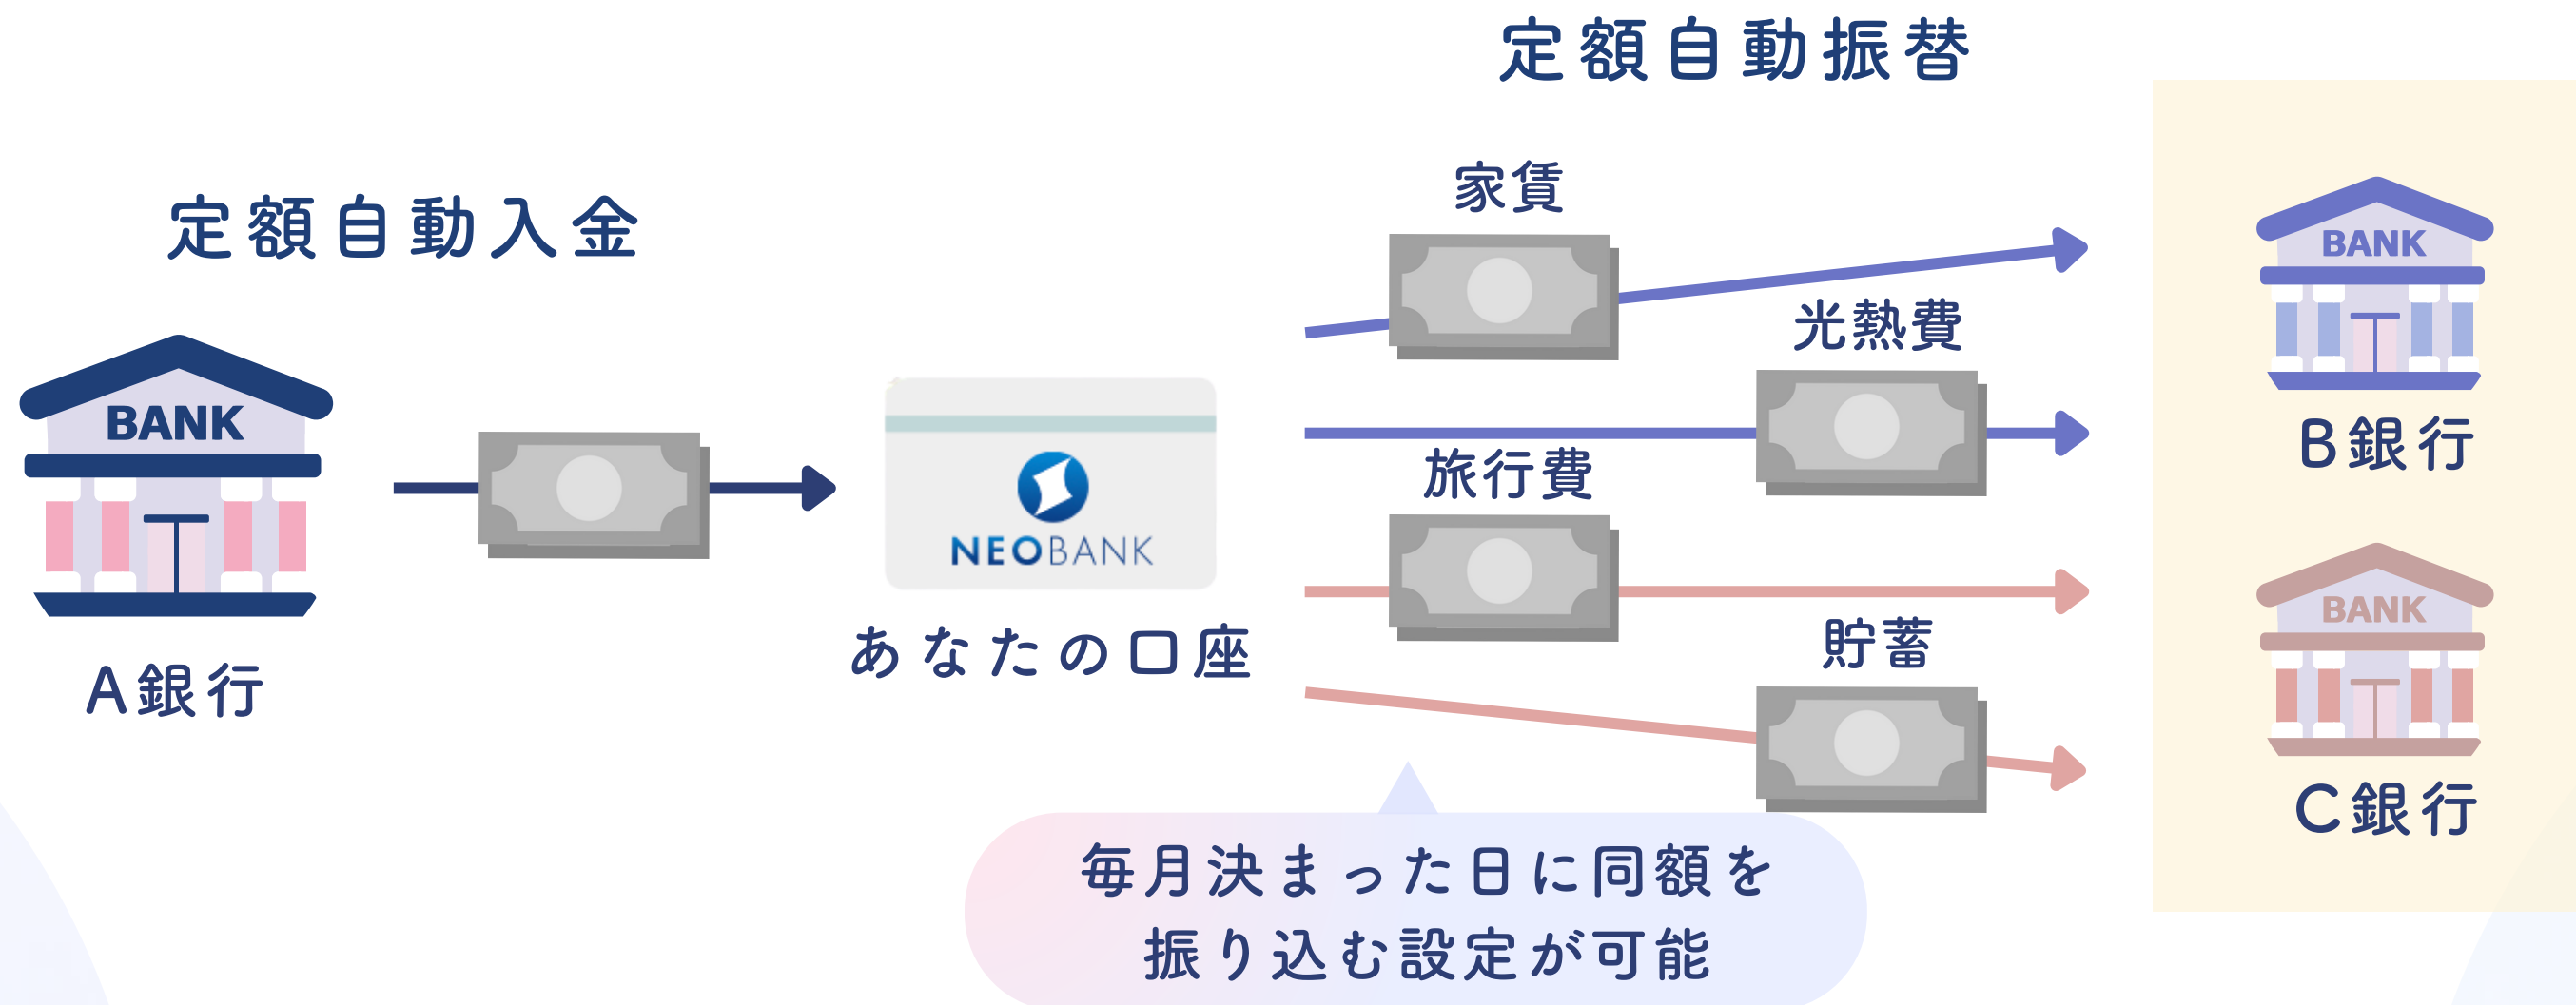 定額自動振替
定額自動入金
家賃
光熱費
旅行費
貯蓄
BANK
A銀行
NEOBANK
あなたの口座
BANK
B銀行
BANK
C銀行
毎月決まった日に同額を
振り込む設定が可能